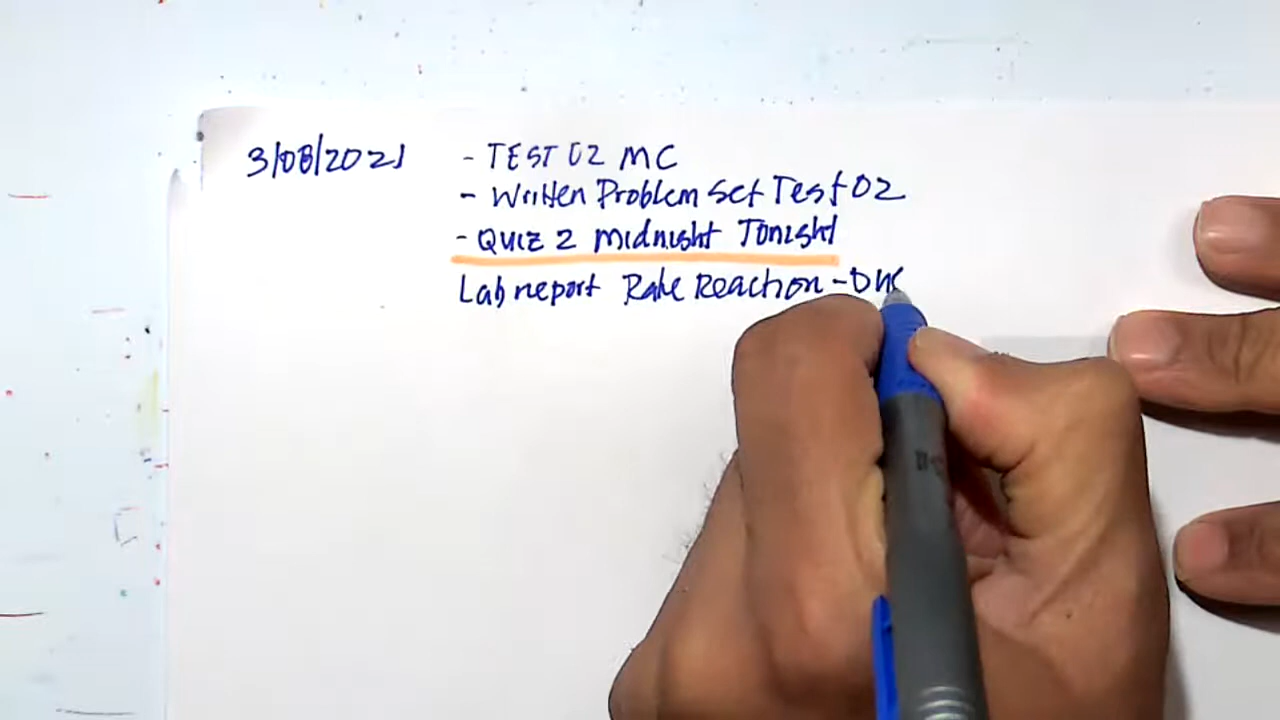 3/08/2021 - TEST 02 MC
- Written Problem Set Test 02
- QUIZ 2 Midnight Tonight
Lab report Rate Reaction - Due